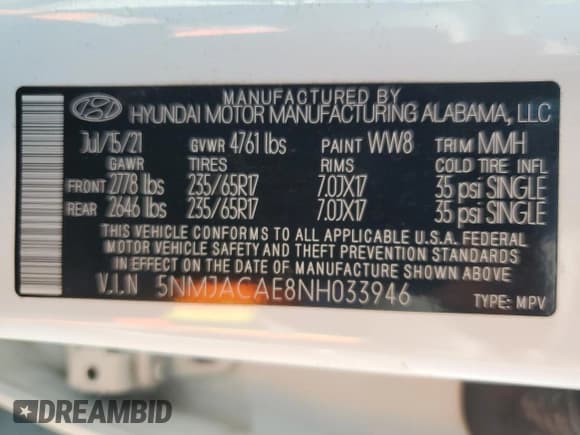 MANUFACTURED BY
HYUNDAI MOTOR MANUFACTURING ALABAMA, LLC
Jul/15/21 GVWR 4761 lbs PAINT WW8 TRIM MMH
GAWR TIRES RIMS COLD TIRE INFL
FRONT 2778 lbs 235/65R17 7.0JX17 35 psi SINGLE
REAR 2646 lbs 235/65R17 7.0JX17 35 psi SINGLE
THIS VEHICLE CONFORMS TO ALL APPLICABLE U.S.A. FEDERAL
MOTOR VEHICLE SAFETY AND THEFT PREVENTION STANDARDS
IN EFFECT ON THE DATE OF MANUFACTURE SHOWN ABOVE.
V.I.N 5NMJACAE8NH033946 TYPE: MPV
DREAMBID